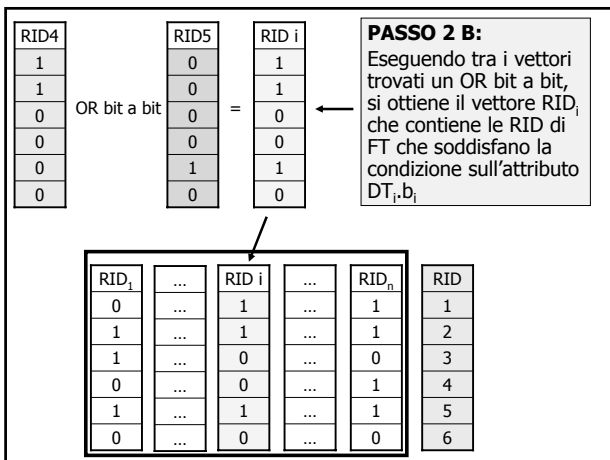 RID4 RID5 RID i
1 0 1
1 0 1
0 OR bit a bit 0 = 0
0 0 0
0 1 1
0 0 0
PASSO 2 B:
Eseguendo tra i vettori
trovati un OR bit a bit,
si ottiene il vettore RIDi
che contiene le RID di
FT che soddisfano la
condizione sull'attributo
DTi.bi
RID1 ... RID i ... RIDn RID
0 ... 1 ... 1 1
1 ... 1 ... 1 2
1 ... 0 ... 0 3
0 ... 0 ... 1 4
1 ... 1 ... 1 5
0 ... 0 ... 0 6